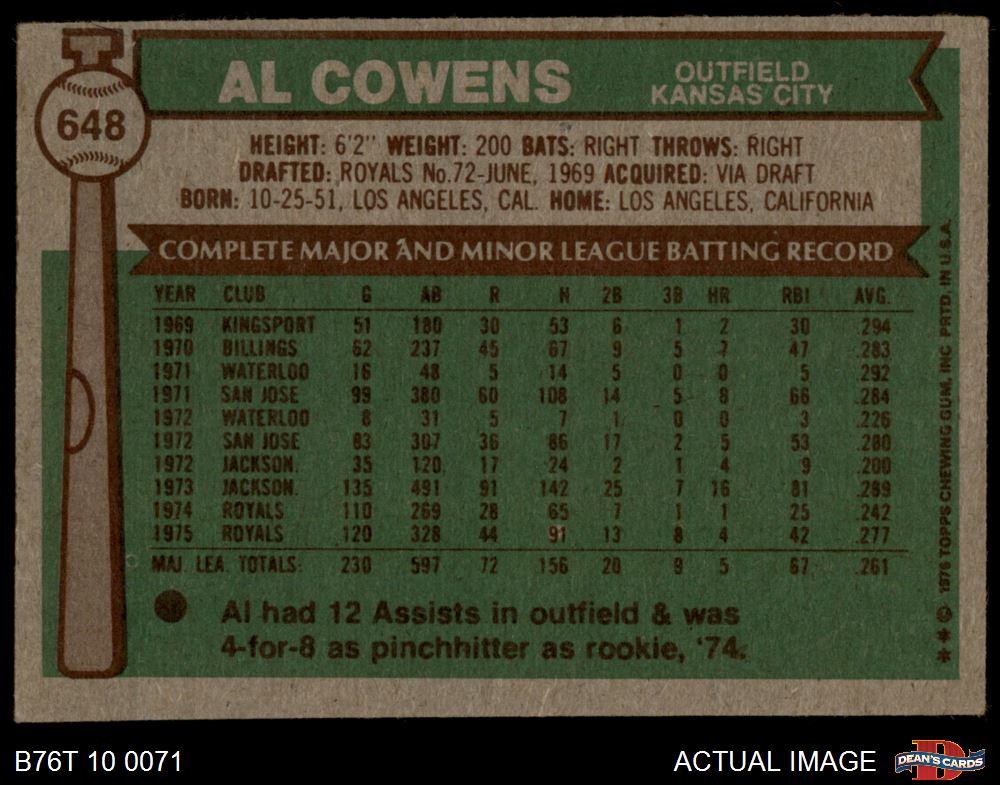 648
AL COWENS
OUTFIELD
KANSAS CITY
HEIGHT: 6'2" WEIGHT: 200 BATS: RIGHT THROWS: RIGHT
DRAFTED: ROYALS No.72-JUNE, 1969 ACQUIRED: VIA DRAFT
BORN: 10-25-51, LOS ANGELES, CAL. HOME: LOS ANGELES, CALIFORNIA
COMPLETE MAJOR AND MINOR LEAGUE BATTING RECORD
YEAR CLUB G AB R H 2B 3B HR RBI AVG.
1969 KINGSPORT 51 180 30 53 6 1 2 30 .294
1970 BILLINGS 62 237 45 67 9 5 7 47 .283
1971 WATERLOO 16 48 5 14 5 0 0 5 .292
1971 SAN JOSE 99 380 60 108 14 5 8 66 .284
1972 WATERLOO 8 31 5 7 1 0 0 3 .226
1972 SAN JOSE 83 307 36 86 17 2 5 53 .280
1972 JACKSON 35 120 17 24 2 1 4 9 .200
1973 JACKSON 135 491 91 142 25 7 16 81 .289
1974 ROYALS 110 269 28 65 7 1 1 25 .242
1975 ROYALS 120 328 44 91 13 8 4 42 .277
MAJ. LEA. TOTALS: 230 597 72 156 20 9 5 67 .261
Al had 12 Assists in outfield & was
4-for-8 as pinchhitter as rookie, '74.
** © 1976 TOPPS CHEWING GUM, INC. PRTD. IN U.S.A.
B76T 10 0071
ACTUAL IMAGE
D
DEAN'S CARDS